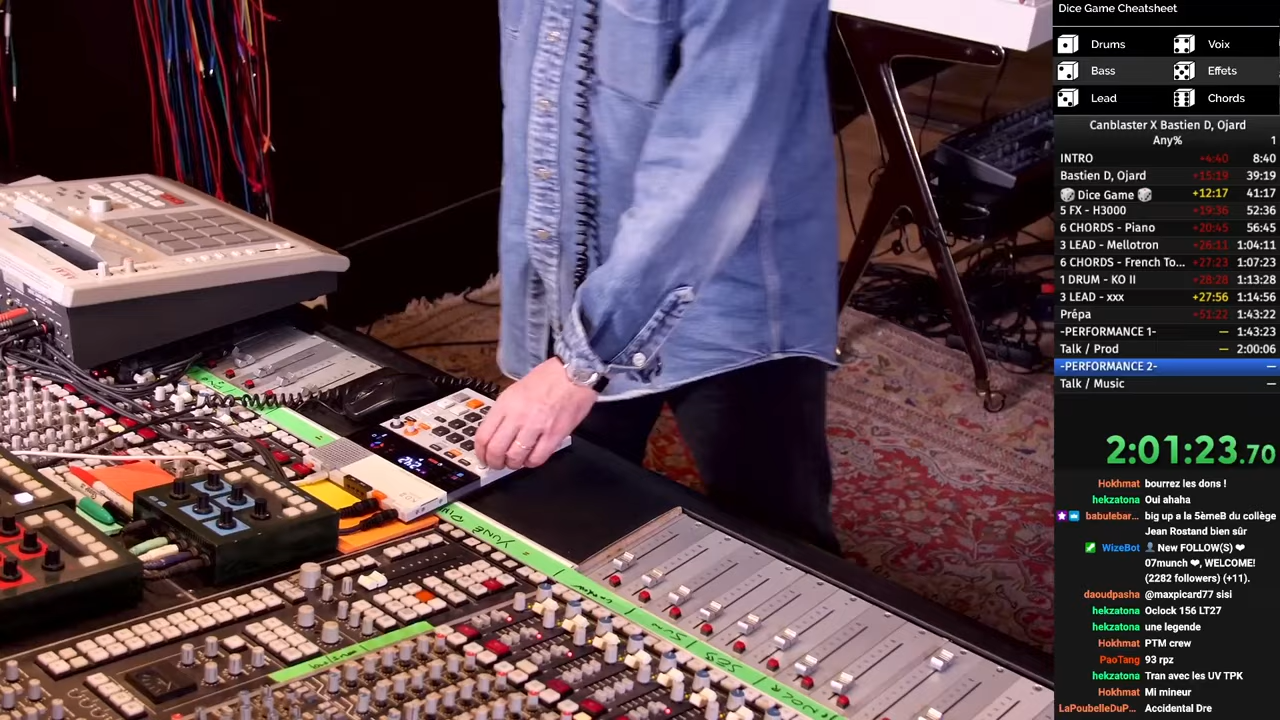 Dice Game Cheatsheet
Drums Voix
Bass Effets
Lead Chords
Canblaster X Bastien D, Ojard
Any% 1
INTRO +4:40 8:40
Bastien D, Ojard +15:19 39:19
🎲 Dice Game 🎲 +12:17 41:17
5 FX - H3000 +19:36 52:36
6 CHORDS - Piano +20:45 56:45
3 LEAD - Mellotron +26:11 1:04:11
6 CHORDS - French To... +27:23 1:07:23
1 DRUM - KO II +28:28 1:13:28
3 LEAD - xxx +27:56 1:14:56
Prépa +51:22 1:43:22
-PERFORMANCE 1- — 1:43:23
Talk / Prod — 2:00:06
-PERFORMANCE 2- —
Talk / Music —
2:01:23.70
Hokhmat bourrez les dons !
hekzatona Oui ahaha
babulebar... big up a la 5èmeB du collège
Jean Rostand bien sûr
WizeBot 👤 New FOLLOW(S) ❤
07munch ❤, WELCOME!
(2282 followers) (+11).
daoudpasha @maxpicard77 sisi
hekzatona Oclock 156 LT27
hekzatona une legende
Hokhmat PTM crew
PaoTang 93 rpz
hekzatona Tran avec les UV TPK
Hokhmat Mi mineur
LaPoubelleDuP... Accidental Dre